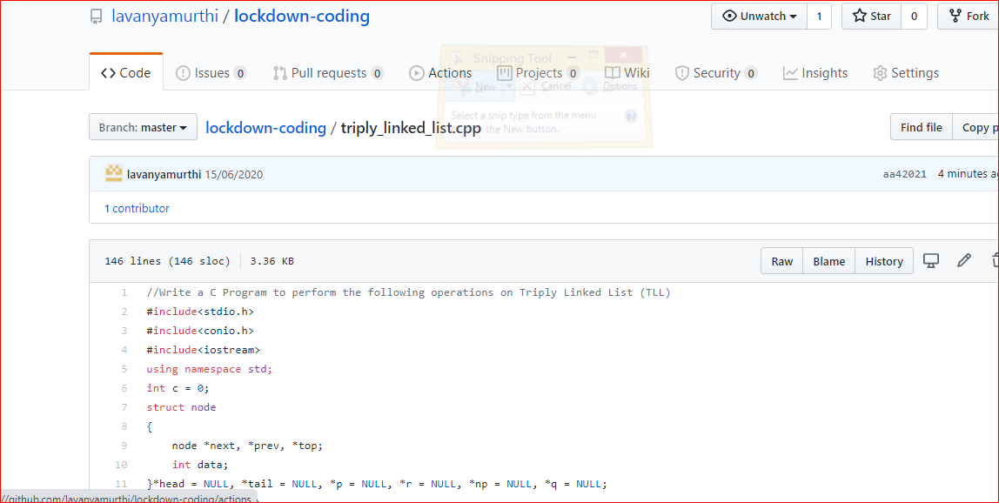 lavanyamurthi / lockdown-coding
Unwatch 1 Star 0 Fork
Code Issues 0 Pull requests 0 Actions Projects 0 Wiki Security 0 Insights Settings
Snipping Tool
New Cancel Options
Select a snip type from the menu
the New button.
Branch: master lockdown-coding / triply_linked_list.cpp Find file Copy p
lavanyamurthi 15/06/2020 aa42021 4 minutes ag
1 contributor
146 lines (146 sloc) 3.36 KB Raw Blame History
1 //Write a C Program to perform the following operations on Triply Linked List (TLL)
2 #include<stdio.h>
3 #include<conio.h>
4 #include<iostream>
5 using namespace std;
6 int c = 0;
7 struct node
8 {
9 node *next, *prev, *top;
10 int data;
11 }*head = NULL, *tail = NULL, *p = NULL, *r = NULL, *np = NULL, *q = NULL;
//github.com/lavanyamurthi/lockdown-coding/actions